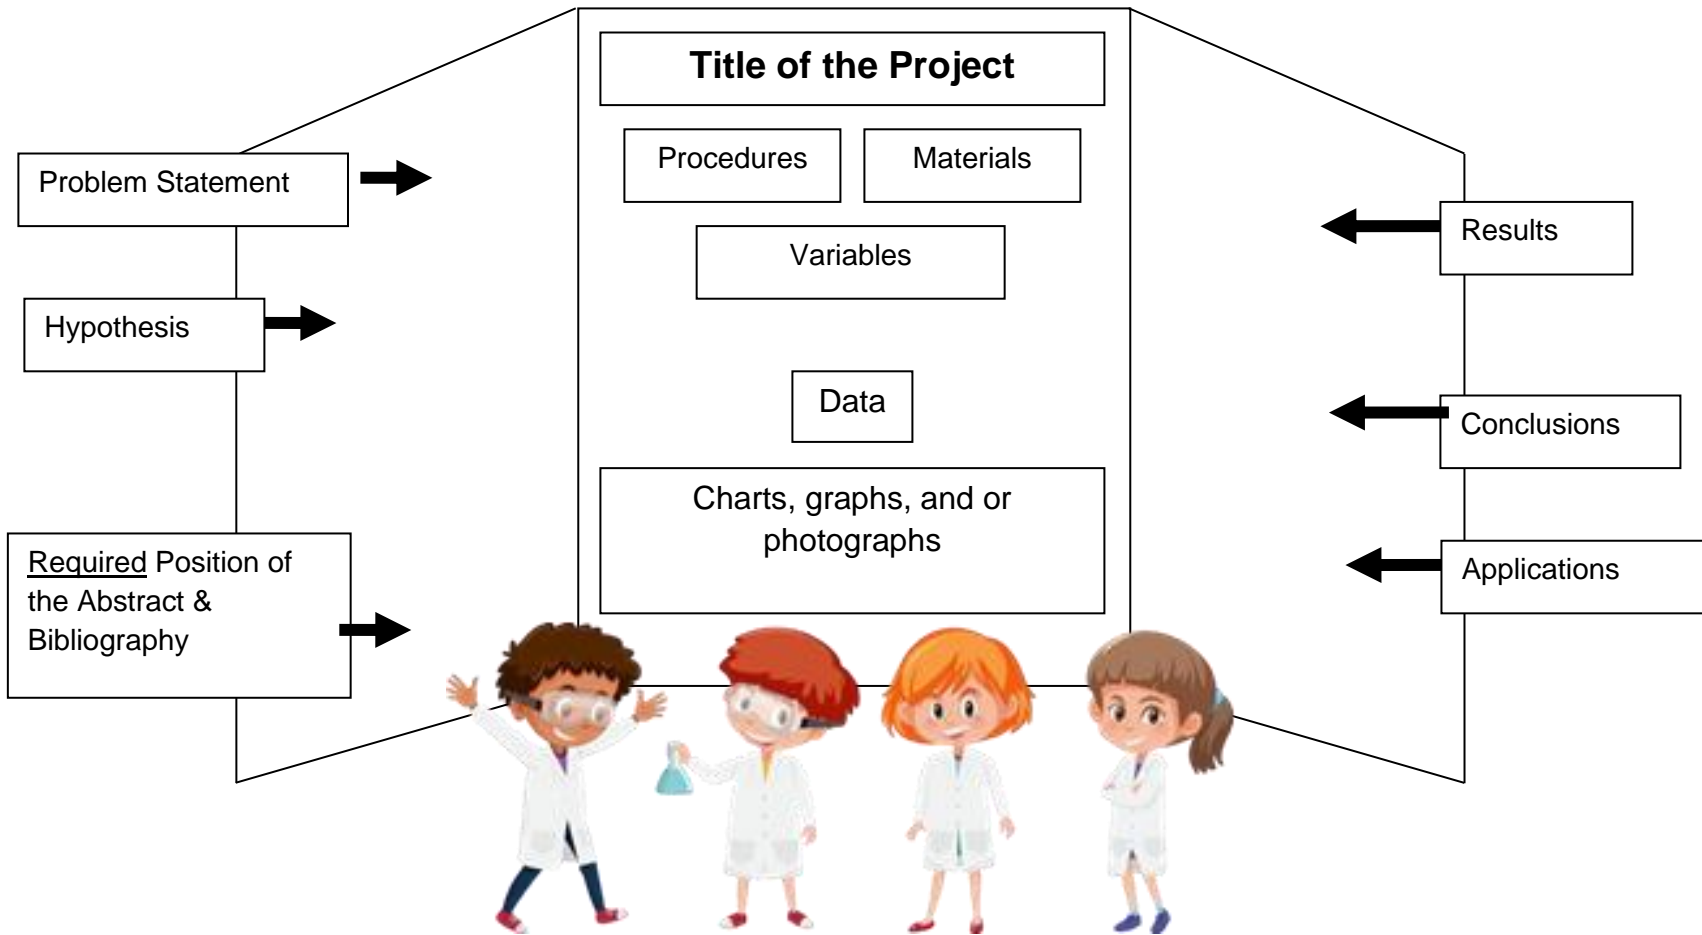 Title of the Project
Procedures
Materials
Variables
Data
Charts, graphs, and or
photographs
Problem Statement
Hypothesis
Required Position of
the Abstract &
Bibliography
Results
Conclusions
Applications